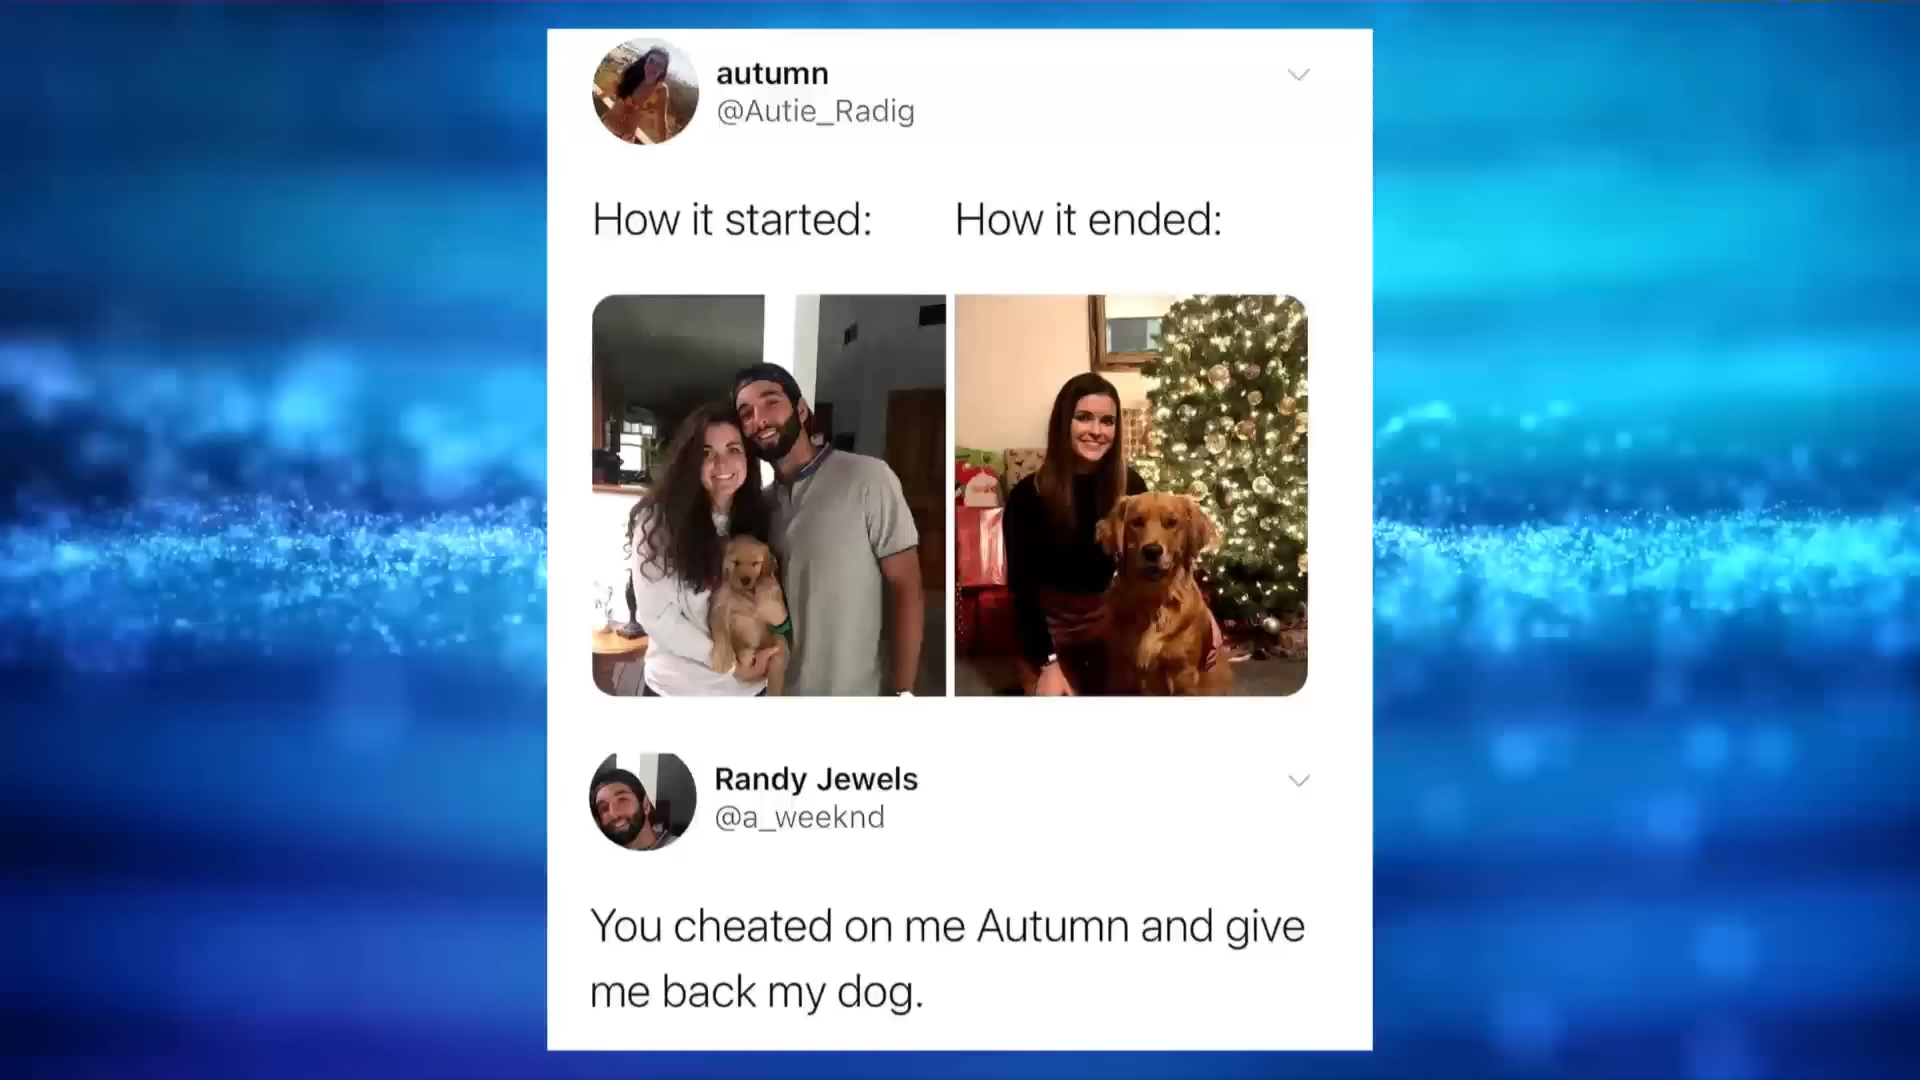 autumn
@Autie_Radig
How it started: How it ended:
Randy Jewels
@a_weeknd
You cheated on me Autumn and give
me back my dog.